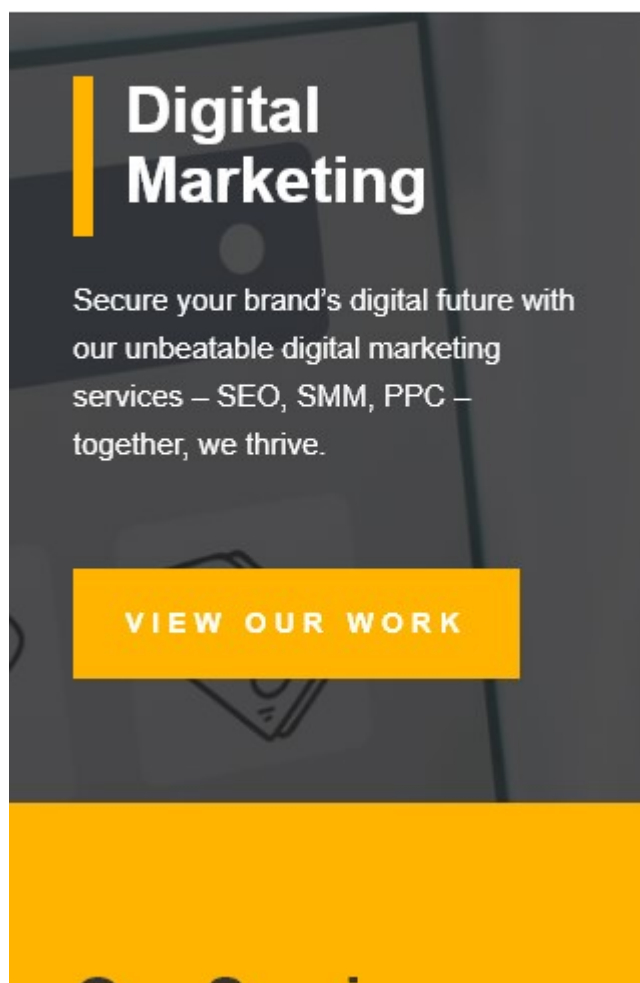 Digital
Marketing
Secure your brand’s digital future with
our unbeatable digital marketing
services – SEO, SMM, PPC –
together, we thrive.
VIEW OUR WORK